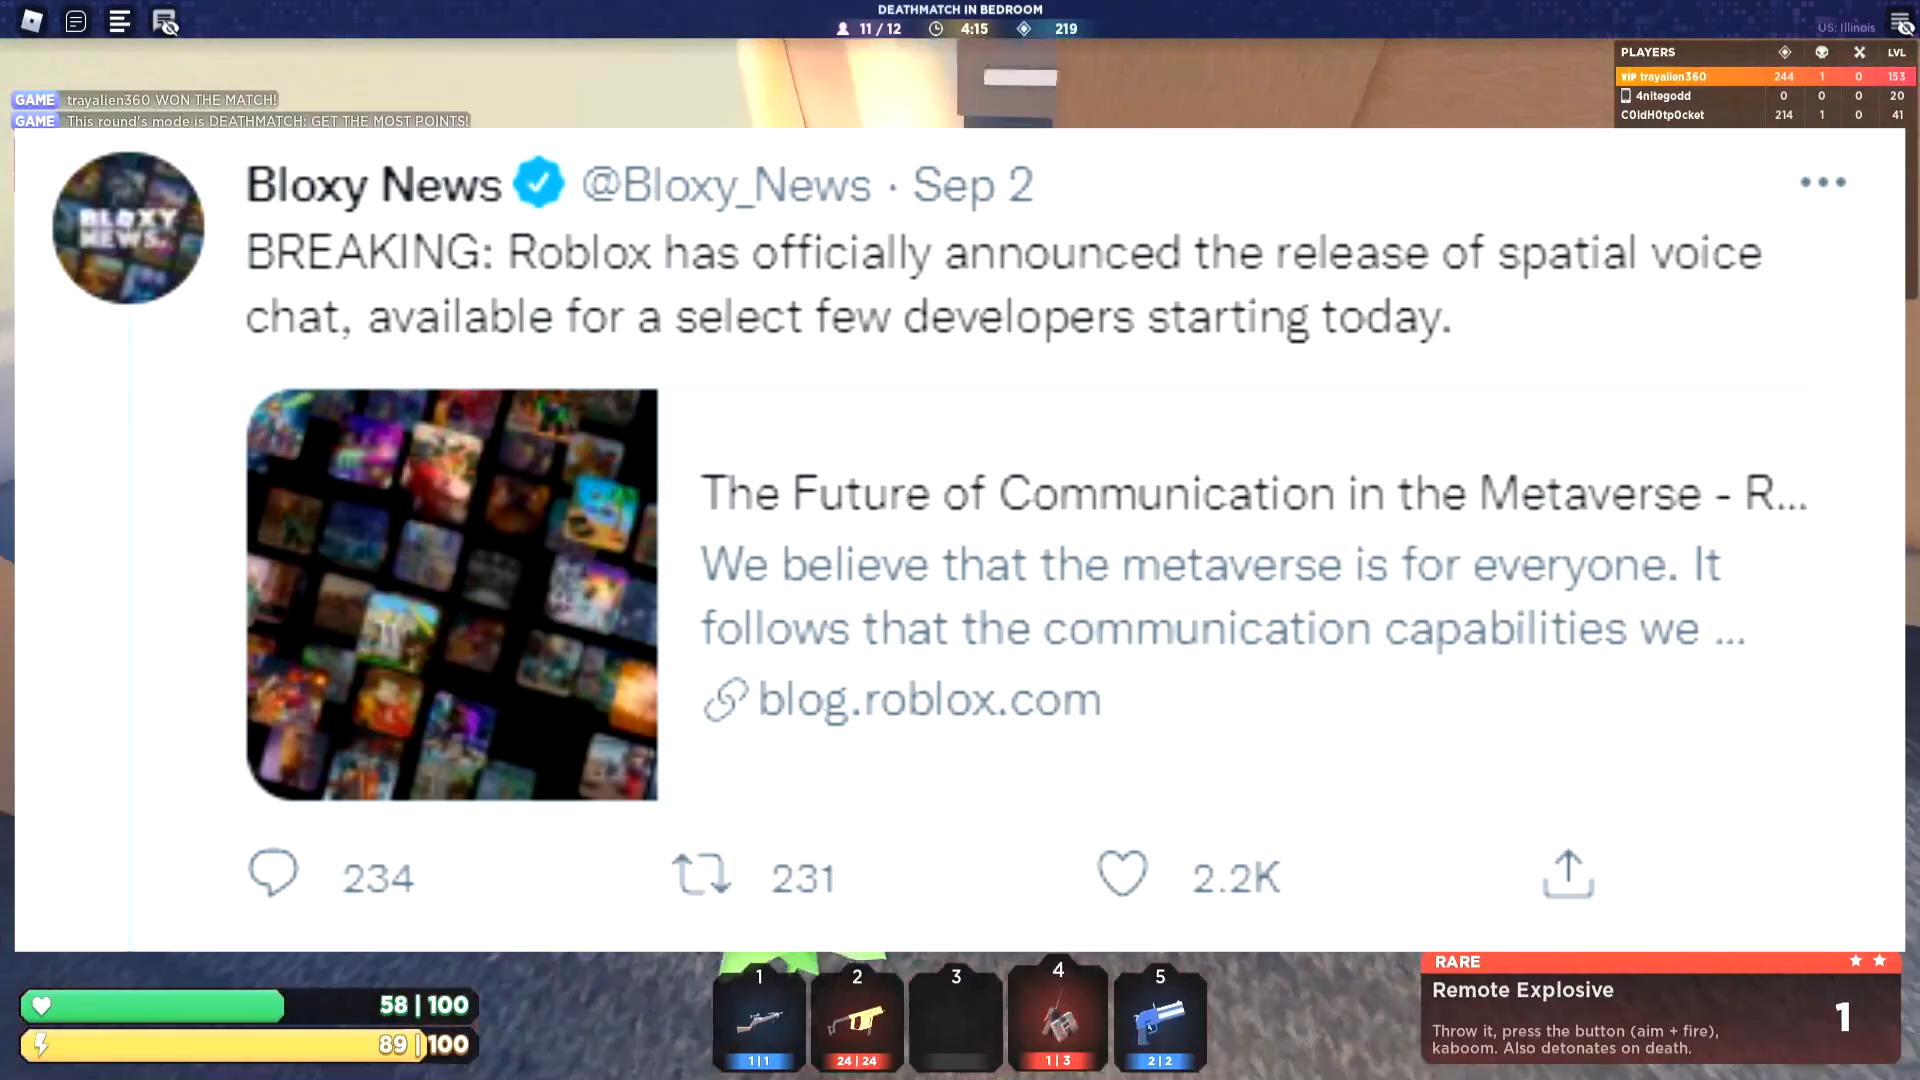 DEATHMATCH IN BEDROOM
11 / 12 4:15 219
US: Illinois
PLAYERS LVL
VIP trayalien360 244 1 0 153
4nitegodd 0 0 0 20
C0ldH0tp0cket 214 1 0 41
GAME trayalien360 WON THE MATCH!
GAME This round's mode is DEATHMATCH: GET THE MOST POINTS!
BLOXY
NEWS.
Bloxy News @Bloxy_News · Sep 2
BREAKING: Roblox has officially announced the release of spatial voice
chat, available for a select few developers starting today.
The Future of Communication in the Metaverse - R...
We believe that the metaverse is for everyone. It
follows that the communication capabilities we ...
blog.roblox.com
234 231 2.2K
58 | 100
89 | 100
1 2 3 4 5
1 | 1 24 | 24 1 | 3 2 | 2
RARE
Remote Explosive
1
Throw it, press the button (aim + fire),
kaboom. Also detonates on death.